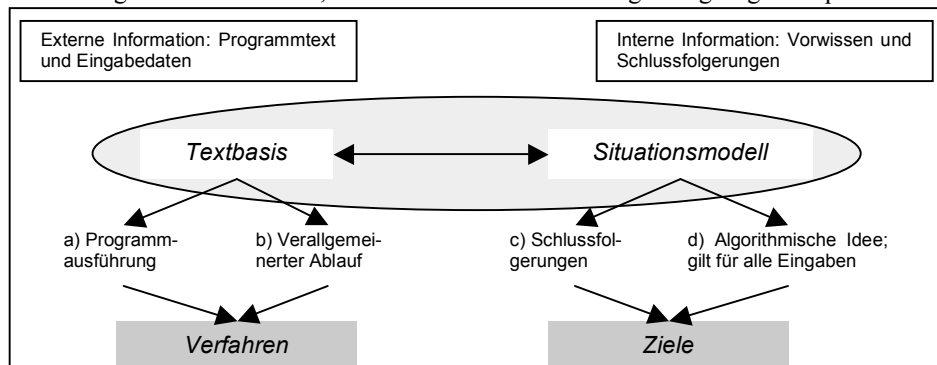 Externe Information: Programmtext
und Eingabedaten
Interne Information: Vorwissen und
Schlussfolgerungen
Textbasis
Situationsmodell
a) Programm-
ausführung
b) Verallgemei-
nerter Ablauf
c) Schlussfol-
gerungen
d) Algorithmische Idee;
gilt für alle Eingaben
Verfahren
Ziele